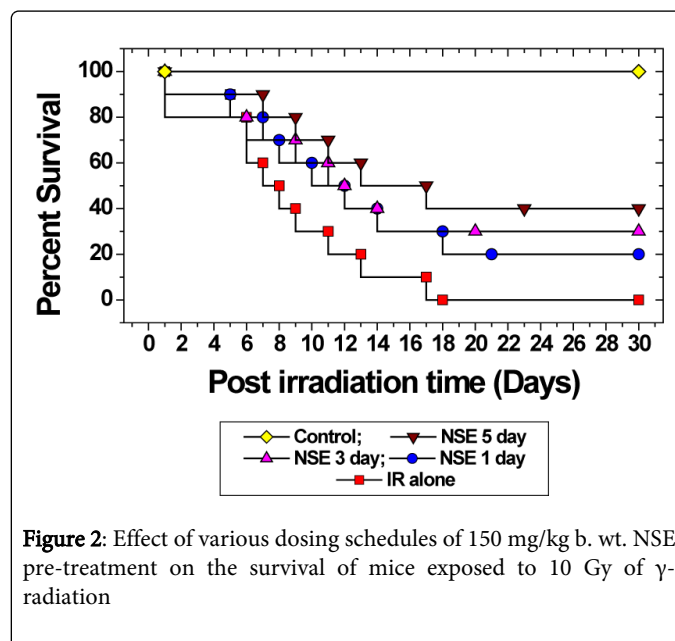 Percent Survival
100
80
60
40
20
0
0 2 4 6 8 10 12 14 16 18 20 22 24 26 28 30
Post irradiation time (Days)
Control; NSE 5 day
NSE 3 day; NSE 1 day
IR alone
Figure 2: Effect of various dosing schedules of 150 mg/kg b. wt. NSE
pre-treatment on the survival of mice exposed to 10 Gy of γ-
radiation